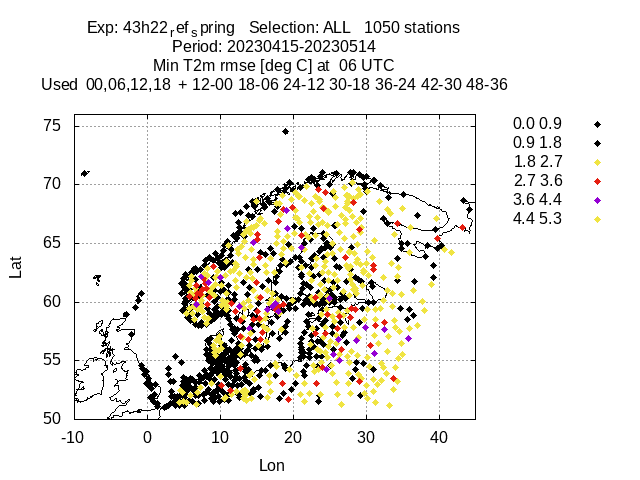 Exp: 43h22refspring Selection: ALL 1050 stations
Period: 20230415-20230514
Min T2m rmse [deg C] at 06 UTC
Used 00,06,12,18 + 12-00 18-06 24-12 30-18 36-24 42-30 48-36
0.0 0.9
0.9 1.8
1.8 2.7
2.7 3.6
3.6 4.4
4.4 5.3
75
70
65
60
55
50
Lat
-10 0 10 20 30 40
Lon